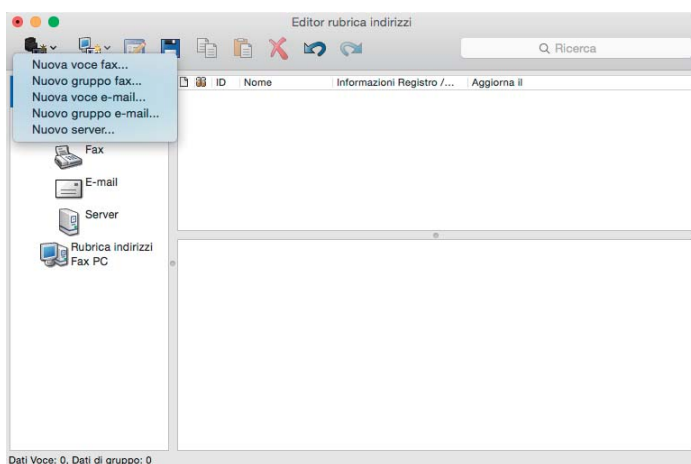 Editor rubrica indirizzi
Ricerca
Nuova voce fax...
Nuovo gruppo fax...
Nuova voce e-mail...
Nuovo gruppo e-mail...
Nuovo server...
ID Nome Informazioni Registro /... Aggiorna il
Fax
E-mail
Server
Rubrica indirizzi
Fax PC
Dati Voce: 0, Dati di gruppo: 0